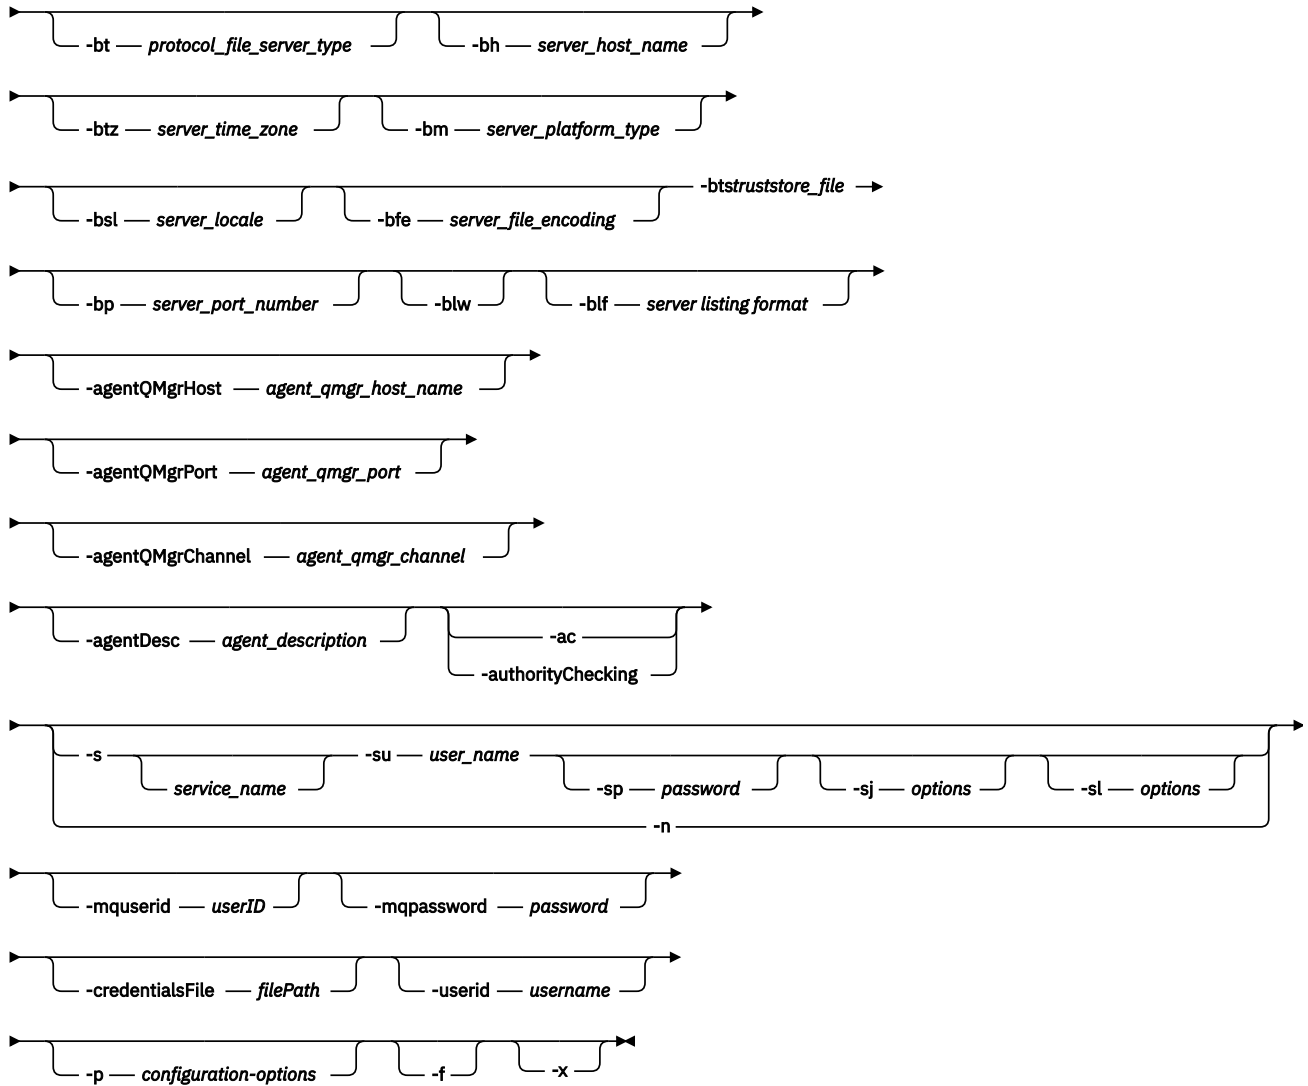 -bt protocol_file_server_type -bh server_host_name
-btz server_time_zone -bm server_platform_type
-btstruststore_file
-bsl server_locale -bfe server_file_encoding
-bp server_port_number -blw -blf server listing format
-agentQMgrHost agent_qmgr_host_name
-agentQMgrPort agent_qmgr_port
-agentQMgrChannel agent_qmgr_channel
-ac
-agentDesc agent_description
-authorityChecking
-s -su user_name
service_name -sp password -sj options -sl options
-n
-mquserid userID -mqpassword password
-credentialsFile filePath -userid username
-p configuration-options -f -x